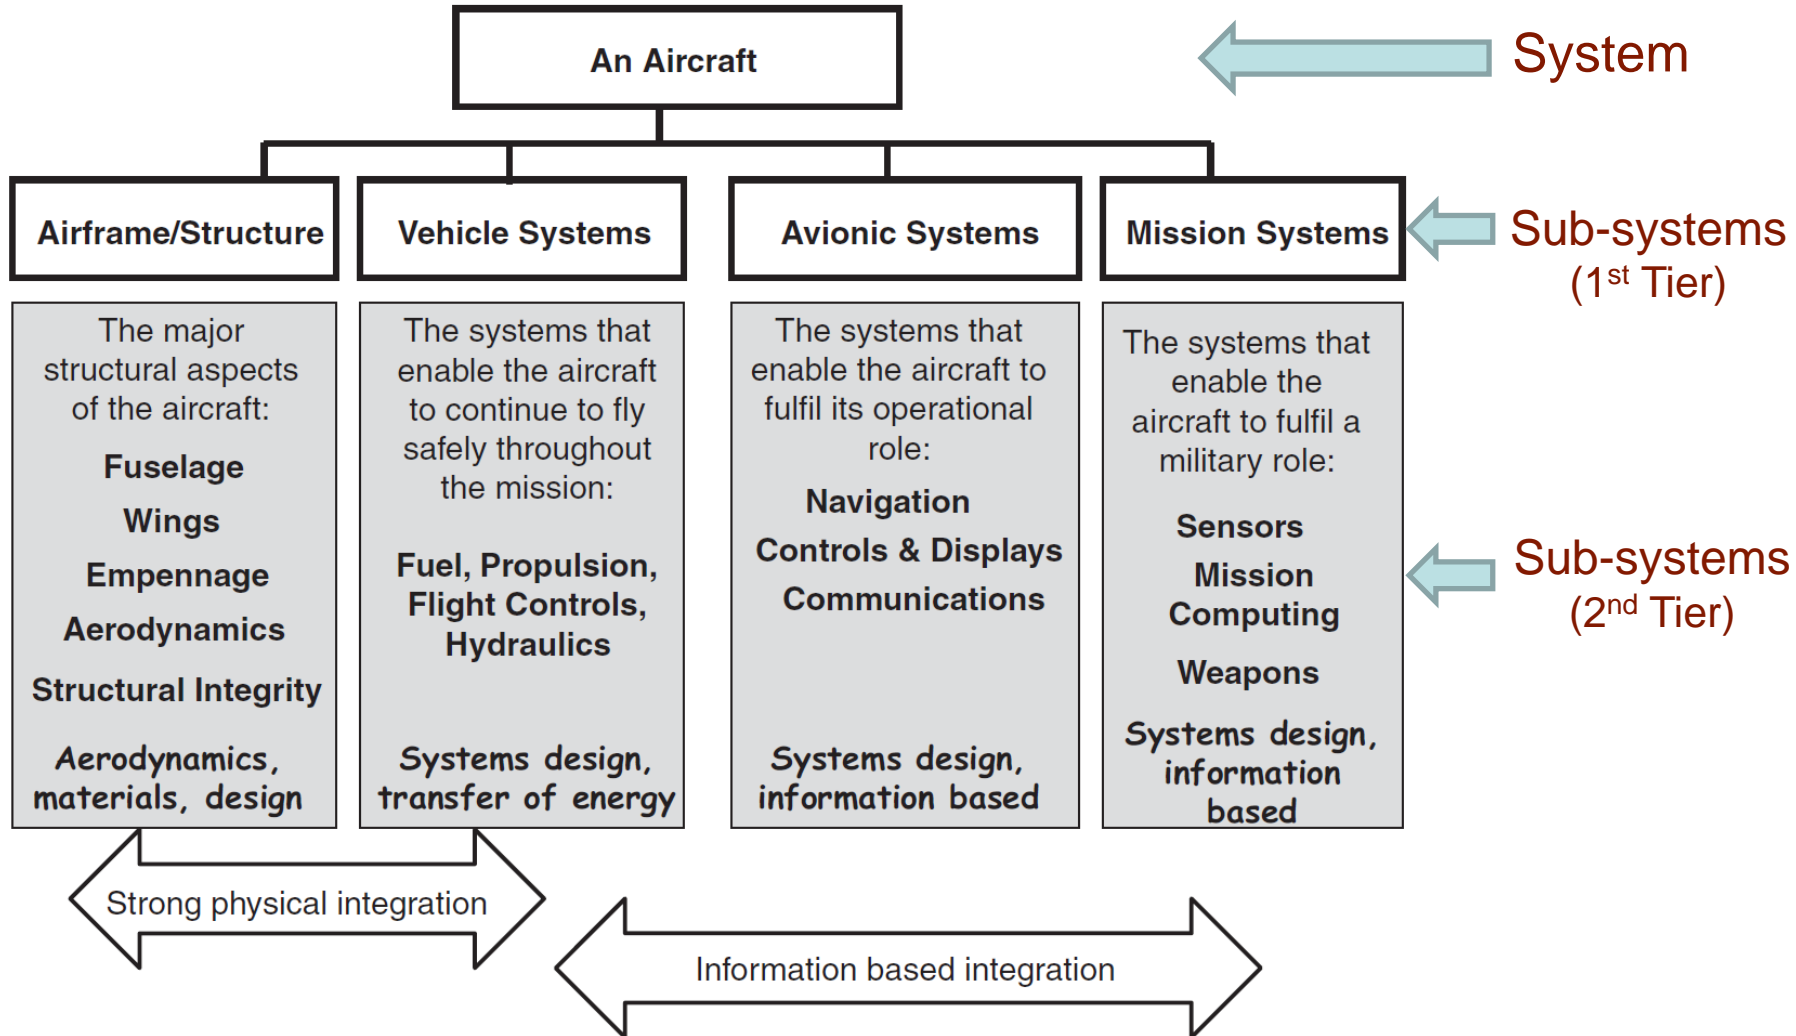 An Aircraft
System
Airframe/Structure
Vehicle Systems
Avionic Systems
Mission Systems
Sub-systems
(1st Tier)
The major
structural aspects
of the aircraft:
Fuselage
Wings
Empennage
Aerodynamics
Structural Integrity
Aerodynamics,
materials, design
The systems that
enable the aircraft
to continue to fly
safely throughout
the mission:
Fuel, Propulsion,
Flight Controls,
Hydraulics
Systems design,
transfer of energy
The systems that
enable the aircraft to
fulfil its operational
role:
Navigation
Controls & Displays
Communications
Systems design,
information based
The systems that
enable the
aircraft to fulfil a
military role:
Sensors
Mission
Computing
Weapons
Systems design,
information
based
Sub-systems
(2nd Tier)
Strong physical integration
Information based integration